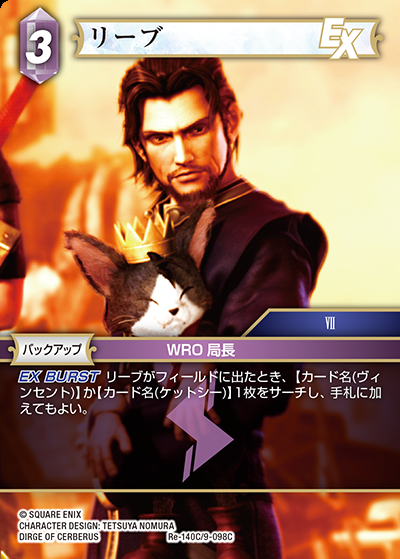 3
リーブ
EX
VII
バックアップ
WRO 局長
EX BURST リーブがフィールドに出たとき、【カード名(ヴィ
ンセント)】か【カード名(ケットシー)】1枚をサーチし、手札に加
えてもよい。
© SQUARE ENIX
CHARACTER DESIGN: TETSUYA NOMURA
DIRGE OF CERBERUS
Re-140C/9-098C